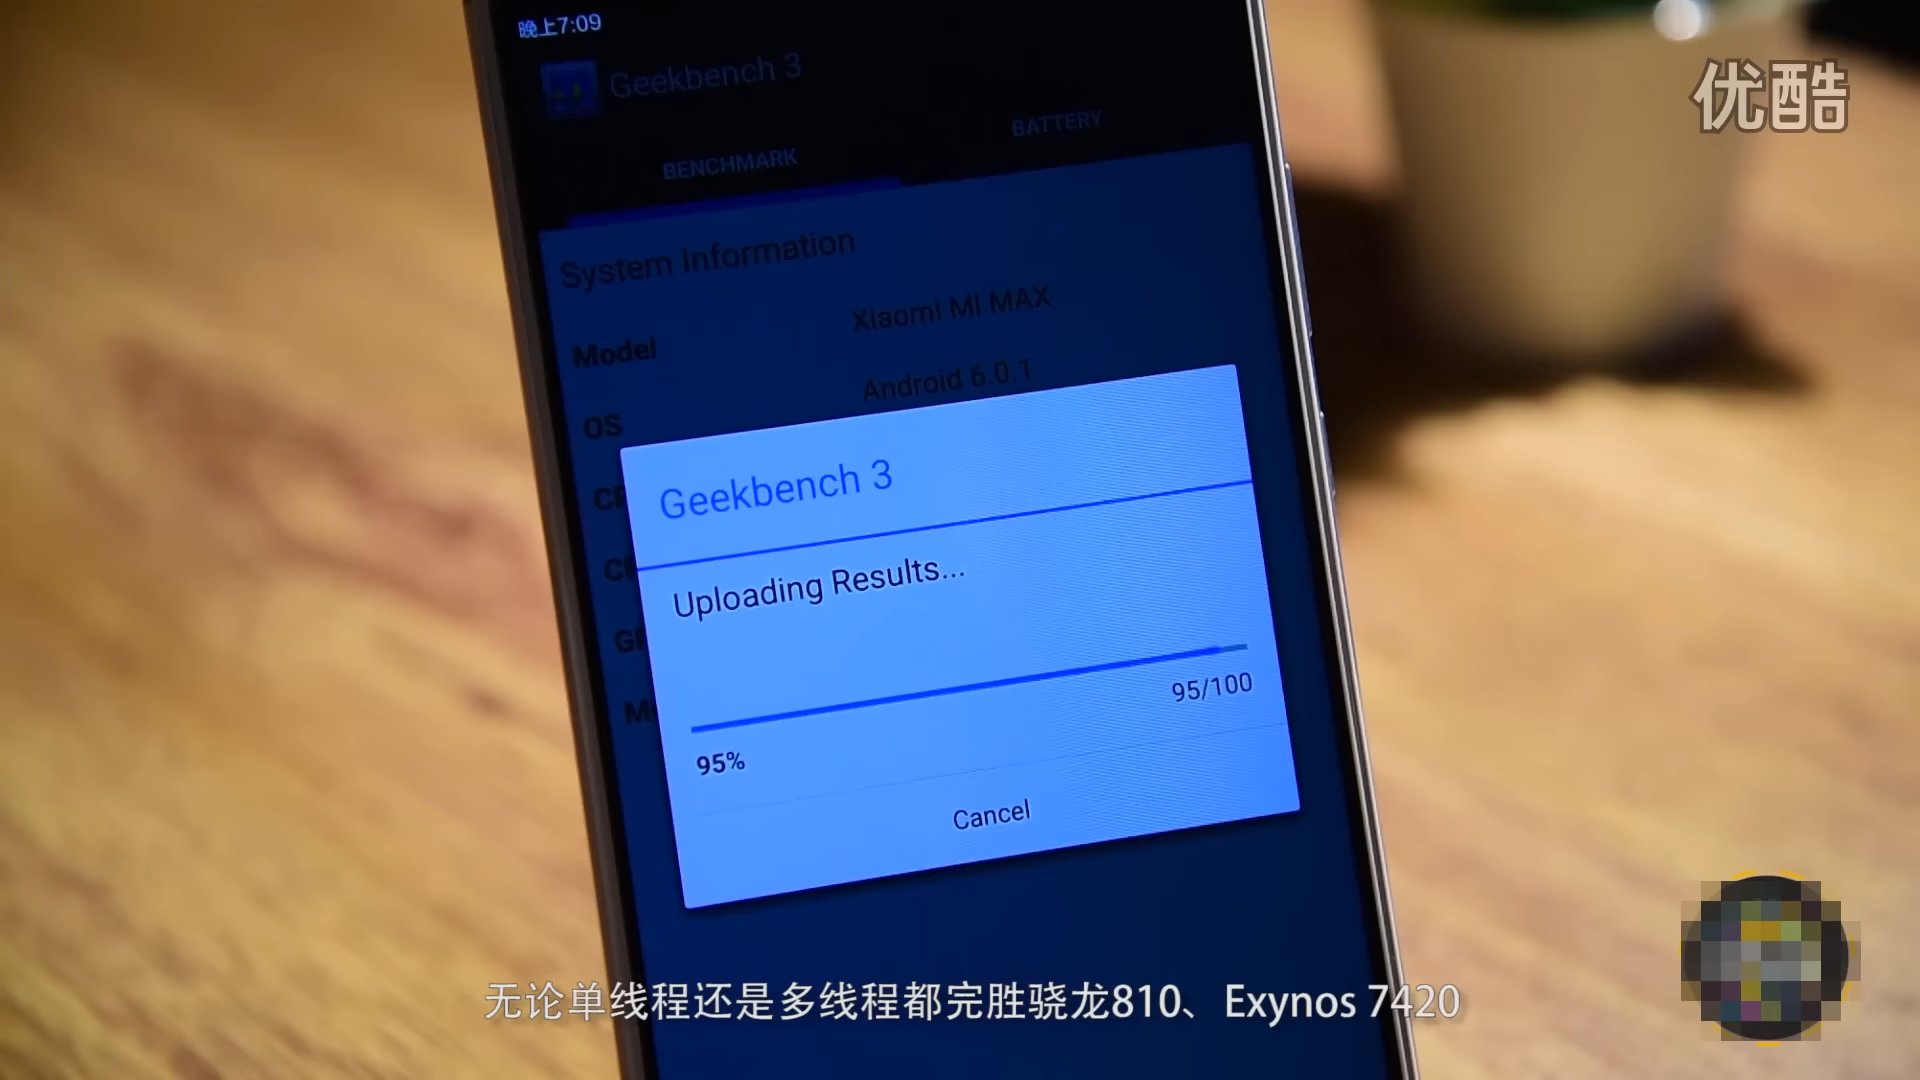 晚上7:09
优酷
Geekbench 3
BENCHMARK
BATTERY
System Information
Model
Xiaomi MI MAX
OS
Android 6.0.1
Geekbench 3
Uploading Results...
95%
95/100
Cancel
无论单线程还是多线程都完胜骁龙810、Exynos 7420